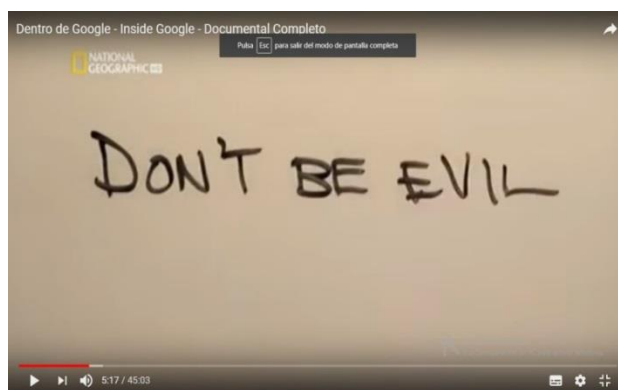 Dentro de Google - Inside Google - Documental Completo
Pulsa Esc para salir del modo de pantalla completa
NATIONAL
GEOGRAPHIC HD
DON'T BE EVIL
5:17 / 45:03